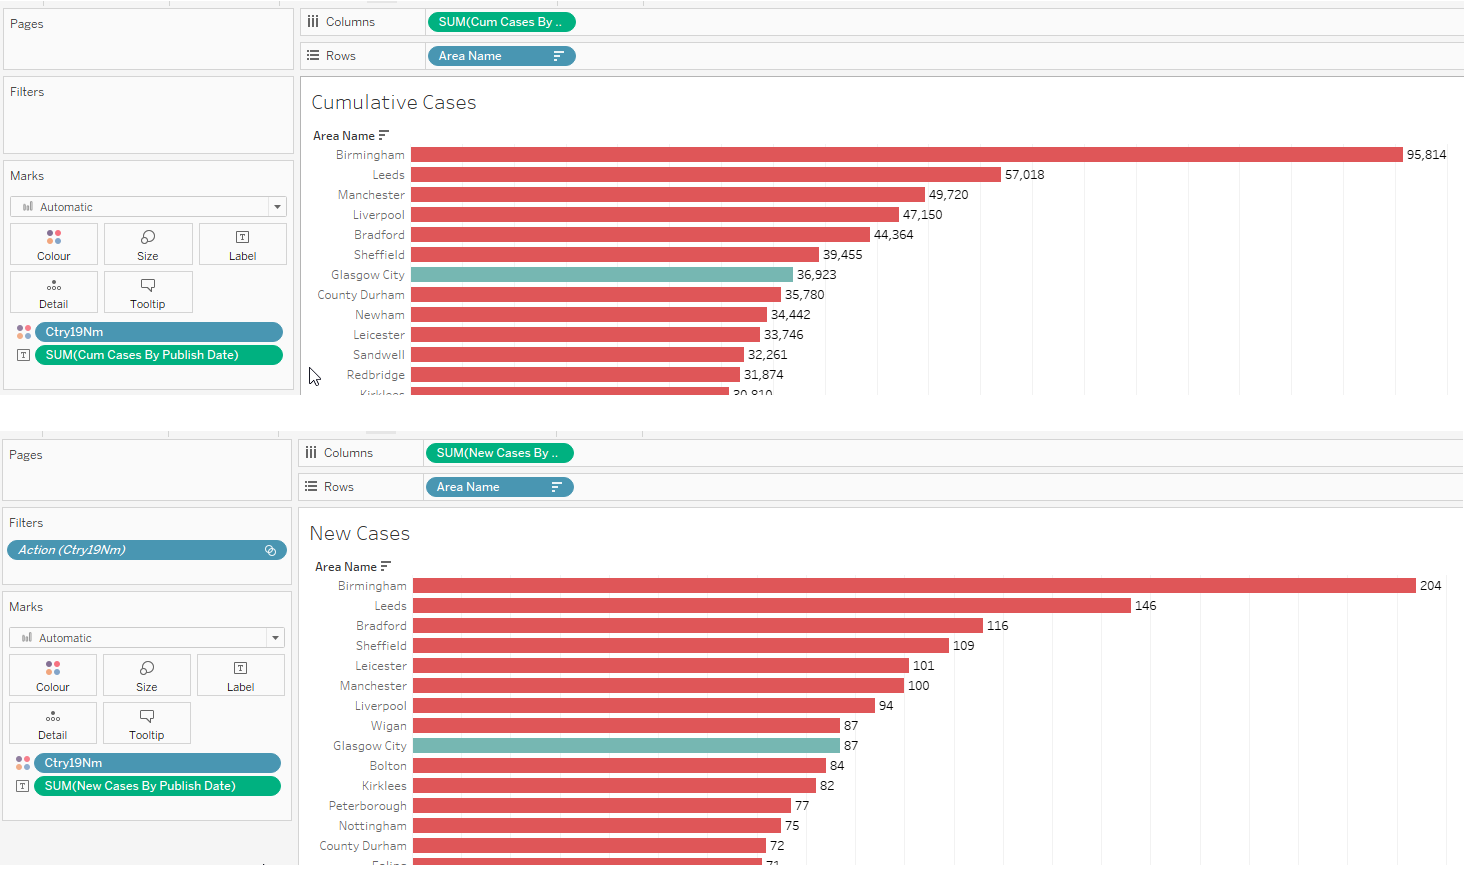 Pages
Columns SUM(Cum Cases By ..
Rows Area Name
Filters
Cumulative Cases
Area Name
Marks
Automatic
Colour Size Label
Detail Tooltip
Ctry19Nm
SUM(Cum Cases By Publish Date)
Birmingham 95,814
Leeds 57,018
Manchester 49,720
Liverpool 47,150
Bradford 44,364
Sheffield 39,455
Glasgow City 36,923
County Durham 35,780
Newham 34,442
Leicester 33,746
Sandwell 32,261
Redbridge 31,874
Kirklees 30,810
Pages
Columns SUM(New Cases By ..
Rows Area Name
Filters
Action (Ctry19Nm)
New Cases
Area Name
Marks
Automatic
Colour Size Label
Detail Tooltip
Ctry19Nm
SUM(New Cases By Publish Date)
Birmingham 204
Leeds 146
Bradford 116
Sheffield 109
Leicester 101
Manchester 100
Liverpool 94
Wigan 87
Glasgow City 87
Bolton 84
Kirklees 82
Peterborough 77
Nottingham 75
County Durham 72
Ealing 71